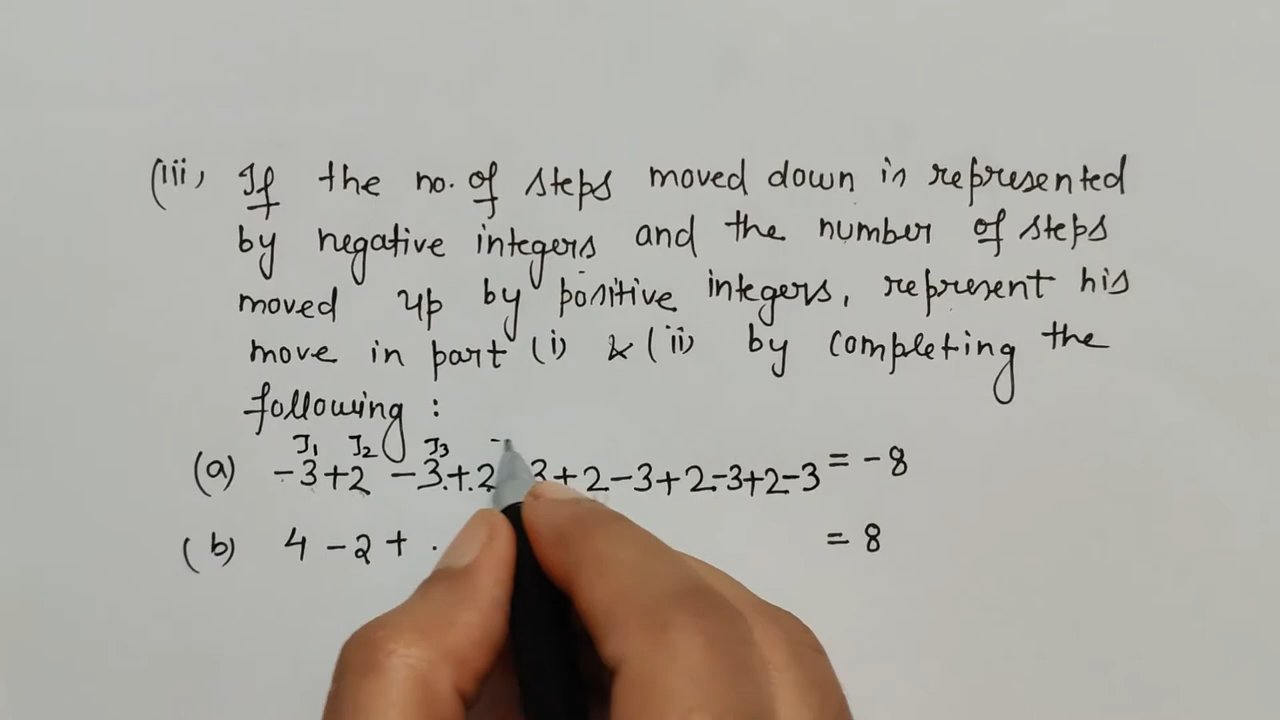 (iii) If the no. of steps moved down is represented
by negative integers and the number of steps
moved up by positive integers, represent his
move in part (i) & (ii) by completing the
following :
J1 J2 J3
(a) -3+2 -3+2 3+2-3+2-3+2-3 = -8
(b) 4 -2 + . = 8